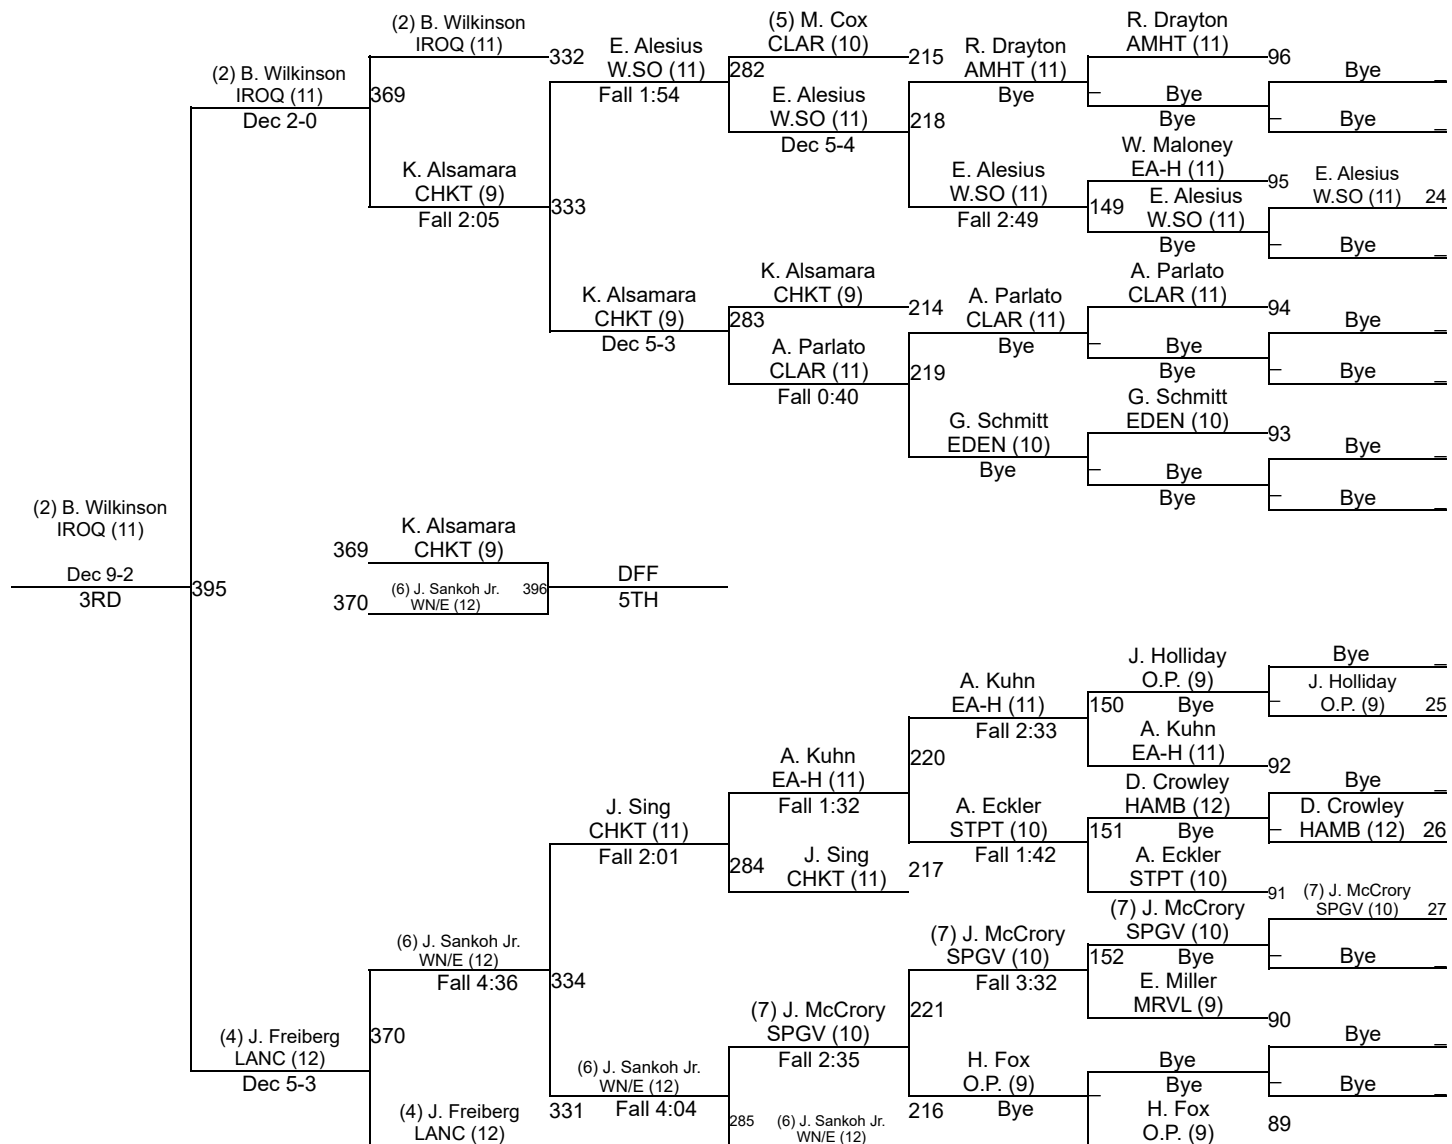 (2) B. Wilkinson
IROQ (11)
332
E. Alesius
W.SO (11)
Fall 1:54
(5) M. Cox
CLAR (10)
215
R. Drayton
AMHT (11)
Bye
R. Drayton
AMHT (11)
96
Bye
(2) B. Wilkinson
IROQ (11)
Dec 2-0
369
282
E. Alesius
W.SO (11)
Dec 5-4
218
Bye
Bye
Bye
K. Alsamara
CHKT (9)
Fall 2:05
333
E. Alesius
W.SO (11)
Fall 2:49
W. Maloney
EA-H (11)
95
E. Alesius
W.SO (11)
24
149
E. Alesius
W.SO (11)
Bye
Bye
K. Alsamara
CHKT (9)
Dec 5-3
K. Alsamara
CHKT (9)
214
A. Parlato
CLAR (11)
Bye
A. Parlato
CLAR (11)
94
Bye
283
A. Parlato
CLAR (11)
Fall 0:40
219
Bye
Bye
Bye
G. Schmitt
EDEN (10)
Bye
G. Schmitt
EDEN (10)
93
Bye
Bye
Bye
Bye
(2) B. Wilkinson
IROQ (11)
Dec 9-2
3RD
395
369
K. Alsamara
CHKT (9)
370
(6) J. Sankoh Jr.
WN/E (12)
396
DFF
5TH
J. Holliday
O.P. (9)
Bye
Bye
J. Holliday
O.P. (9)
25
A. Kuhn
EA-H (11)
Fall 2:33
150
A. Kuhn
EA-H (11)
92
A. Kuhn
EA-H (11)
Fall 1:32
220
D. Crowley
HAMB (12)
Bye
Bye
D. Crowley
HAMB (12)
26
J. Sing
CHKT (11)
Fall 2:01
A. Eckler
STPT (10)
Fall 1:42
151
A. Eckler
STPT (10)
91
284
J. Sing
CHKT (11)
217
(7) J. McCrory
SPGV (10)
27
(6) J. Sankoh Jr.
WN/E (12)
Fall 4:36
334
(7) J. McCrory
SPGV (10)
Fall 3:32
(7) J. McCrory
SPGV (10)
Bye
Bye
152
E. Miller
MRVL (9)
90
(4) J. Freiberg
LANC (12)
Dec 5-3
370
(7) J. McCrory
SPGV (10)
Fall 2:35
221
Bye
(6) J. Sankoh Jr.
WN/E (12)
Fall 4:04
H. Fox
O.P. (9)
Bye
Bye
Bye
Bye
(4) J. Freiberg
LANC (12)
331
285
(6) J. Sankoh Jr.
WN/E (12)
216
H. Fox
O.P. (9)
89